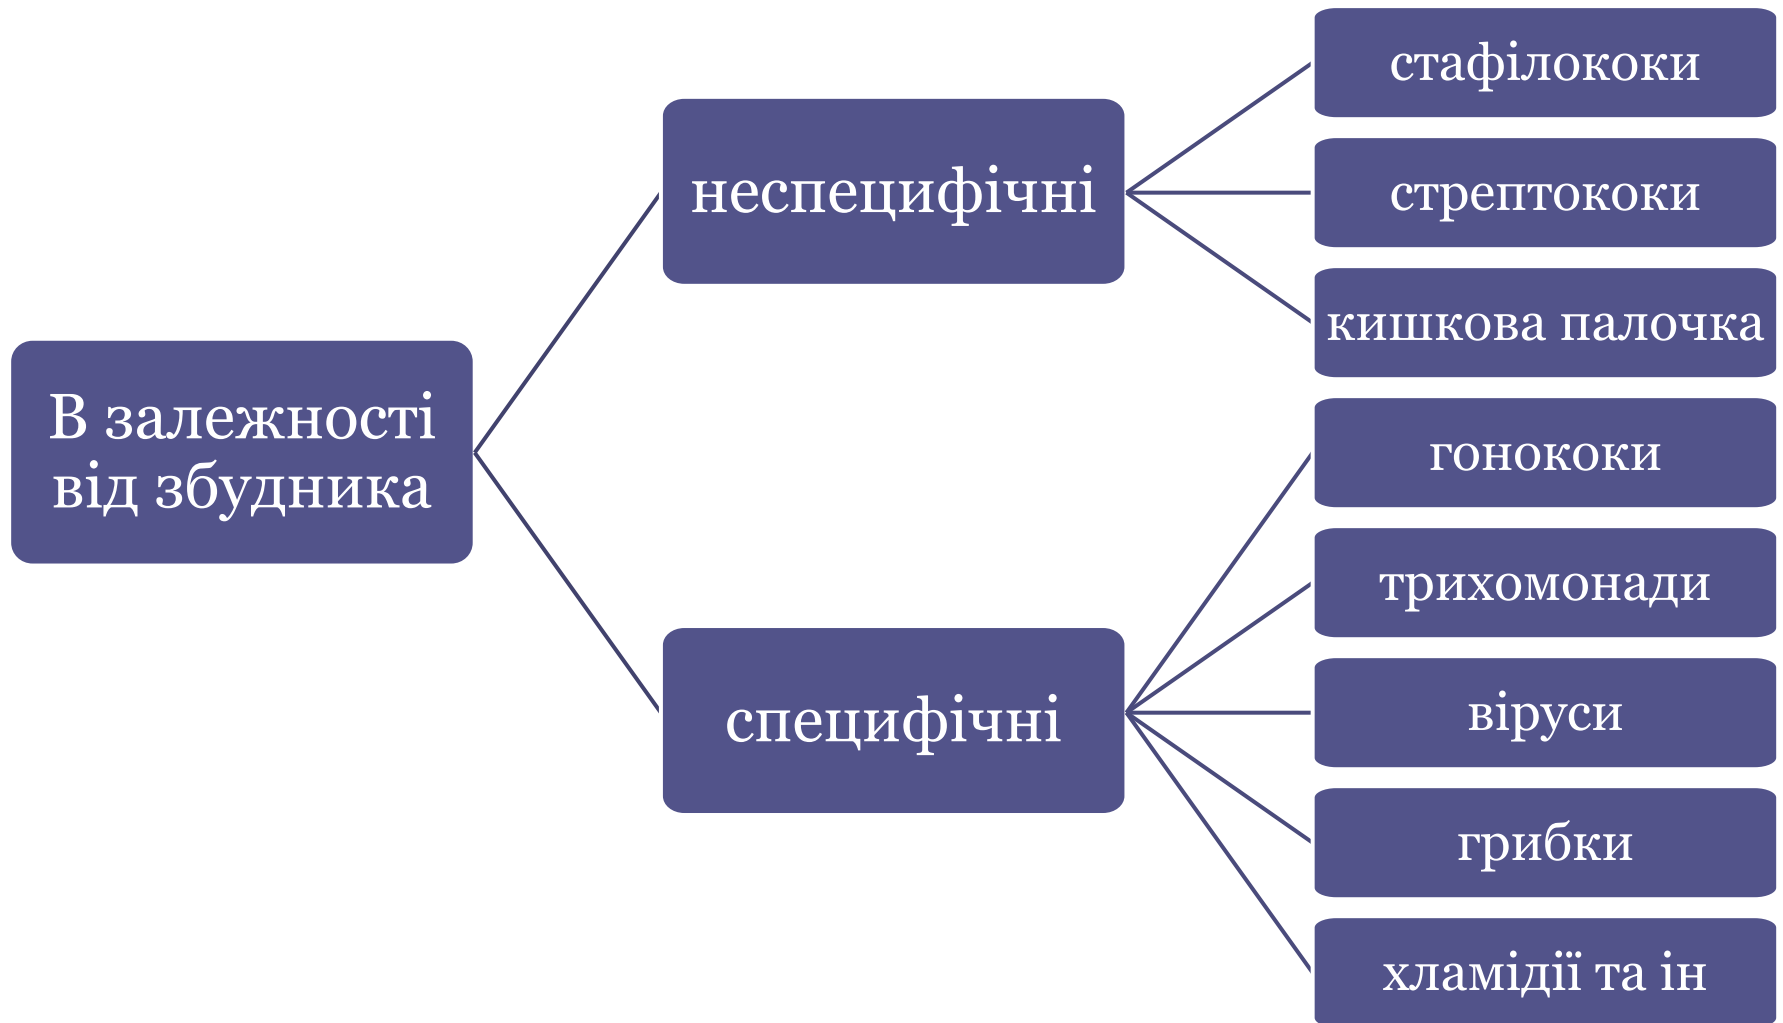 В залежності
від збудника
неспецифічні
стафілококи
стрептококи
кишкова палочка
специфічні
гонококи
трихомонади
віруси
грибки
хламідії та ін